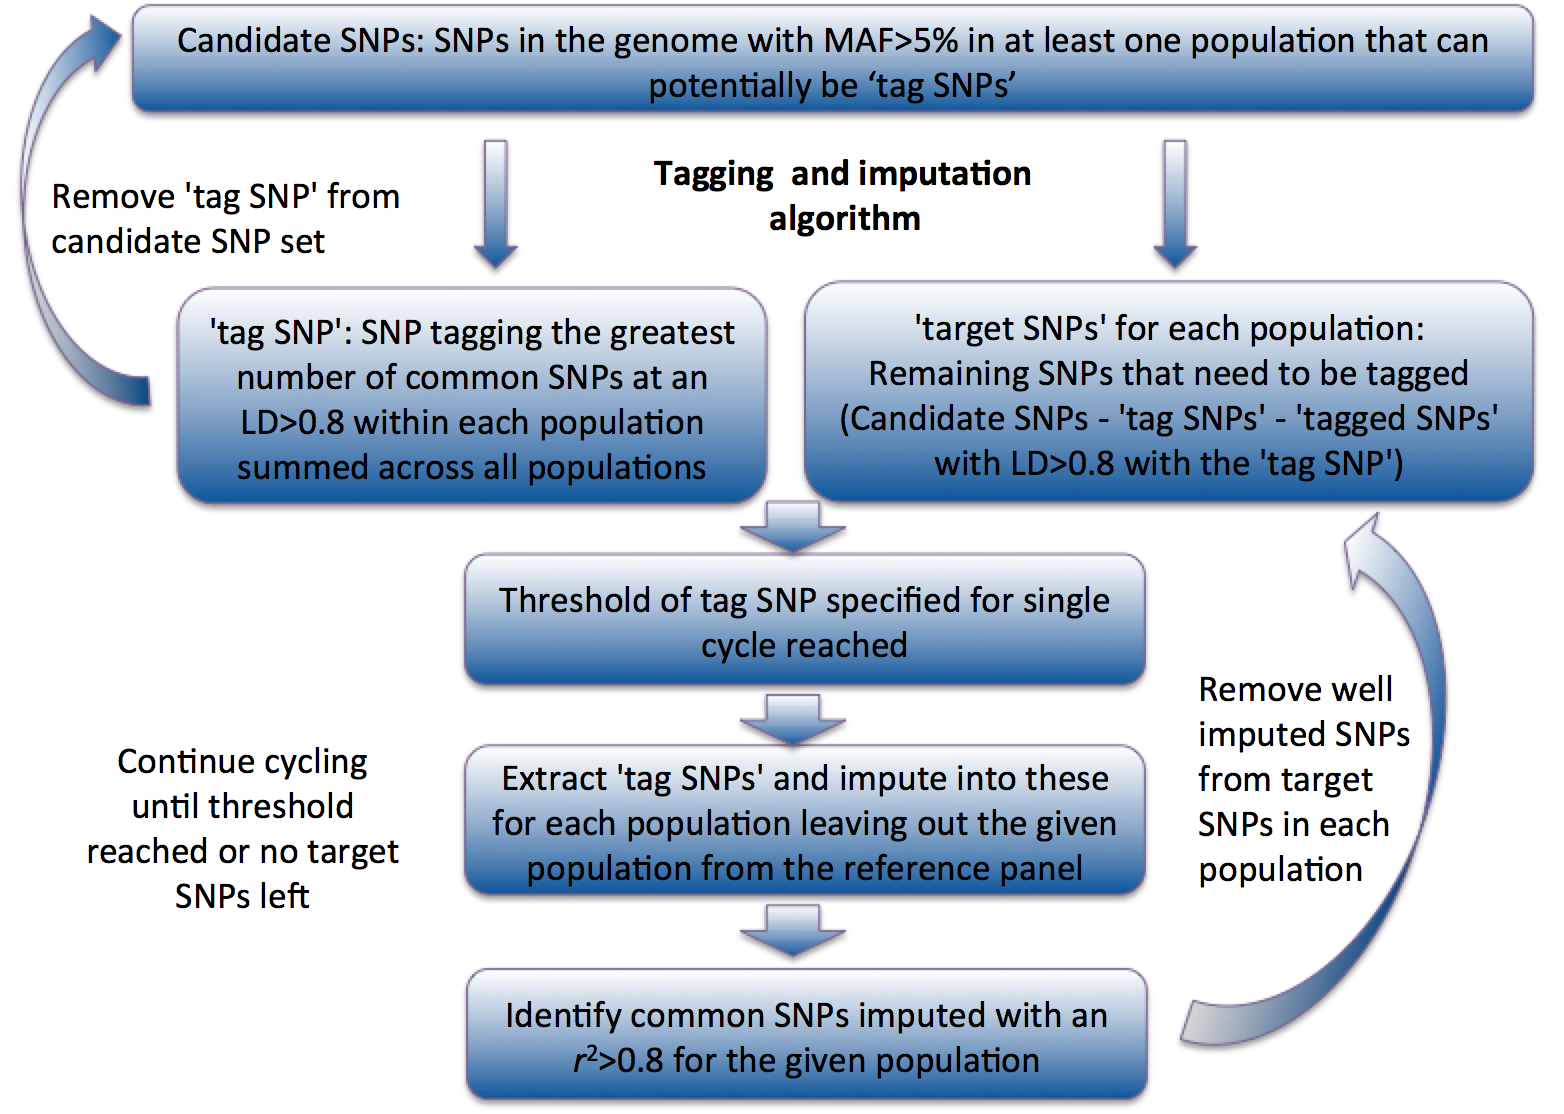 Candidate SNPs: SNPs in the genome with MAF>5% in at least one population that can
potentially be ‘tag SNPs’
Remove 'tag SNP' from
candidate SNP set
Tagging and imputation
algorithm
'tag SNP': SNP tagging the greatest
number of common SNPs at an
LD>0.8 within each population
summed across all populations
'target SNPs' for each population:
Remaining SNPs that need to be tagged
(Candidate SNPs - 'tag SNPs' - 'tagged SNPs'
with LD>0.8 with the 'tag SNP')
Threshold of tag SNP specified for single
cycle reached
Continue cycling
until threshold
reached or no target
SNPs left
Extract 'tag SNPs' and impute into these
for each population leaving out the given
population from the reference panel
Remove well
imputed SNPs
from target
SNPs in each
population
Identify common SNPs imputed with an
r²>0.8 for the given population